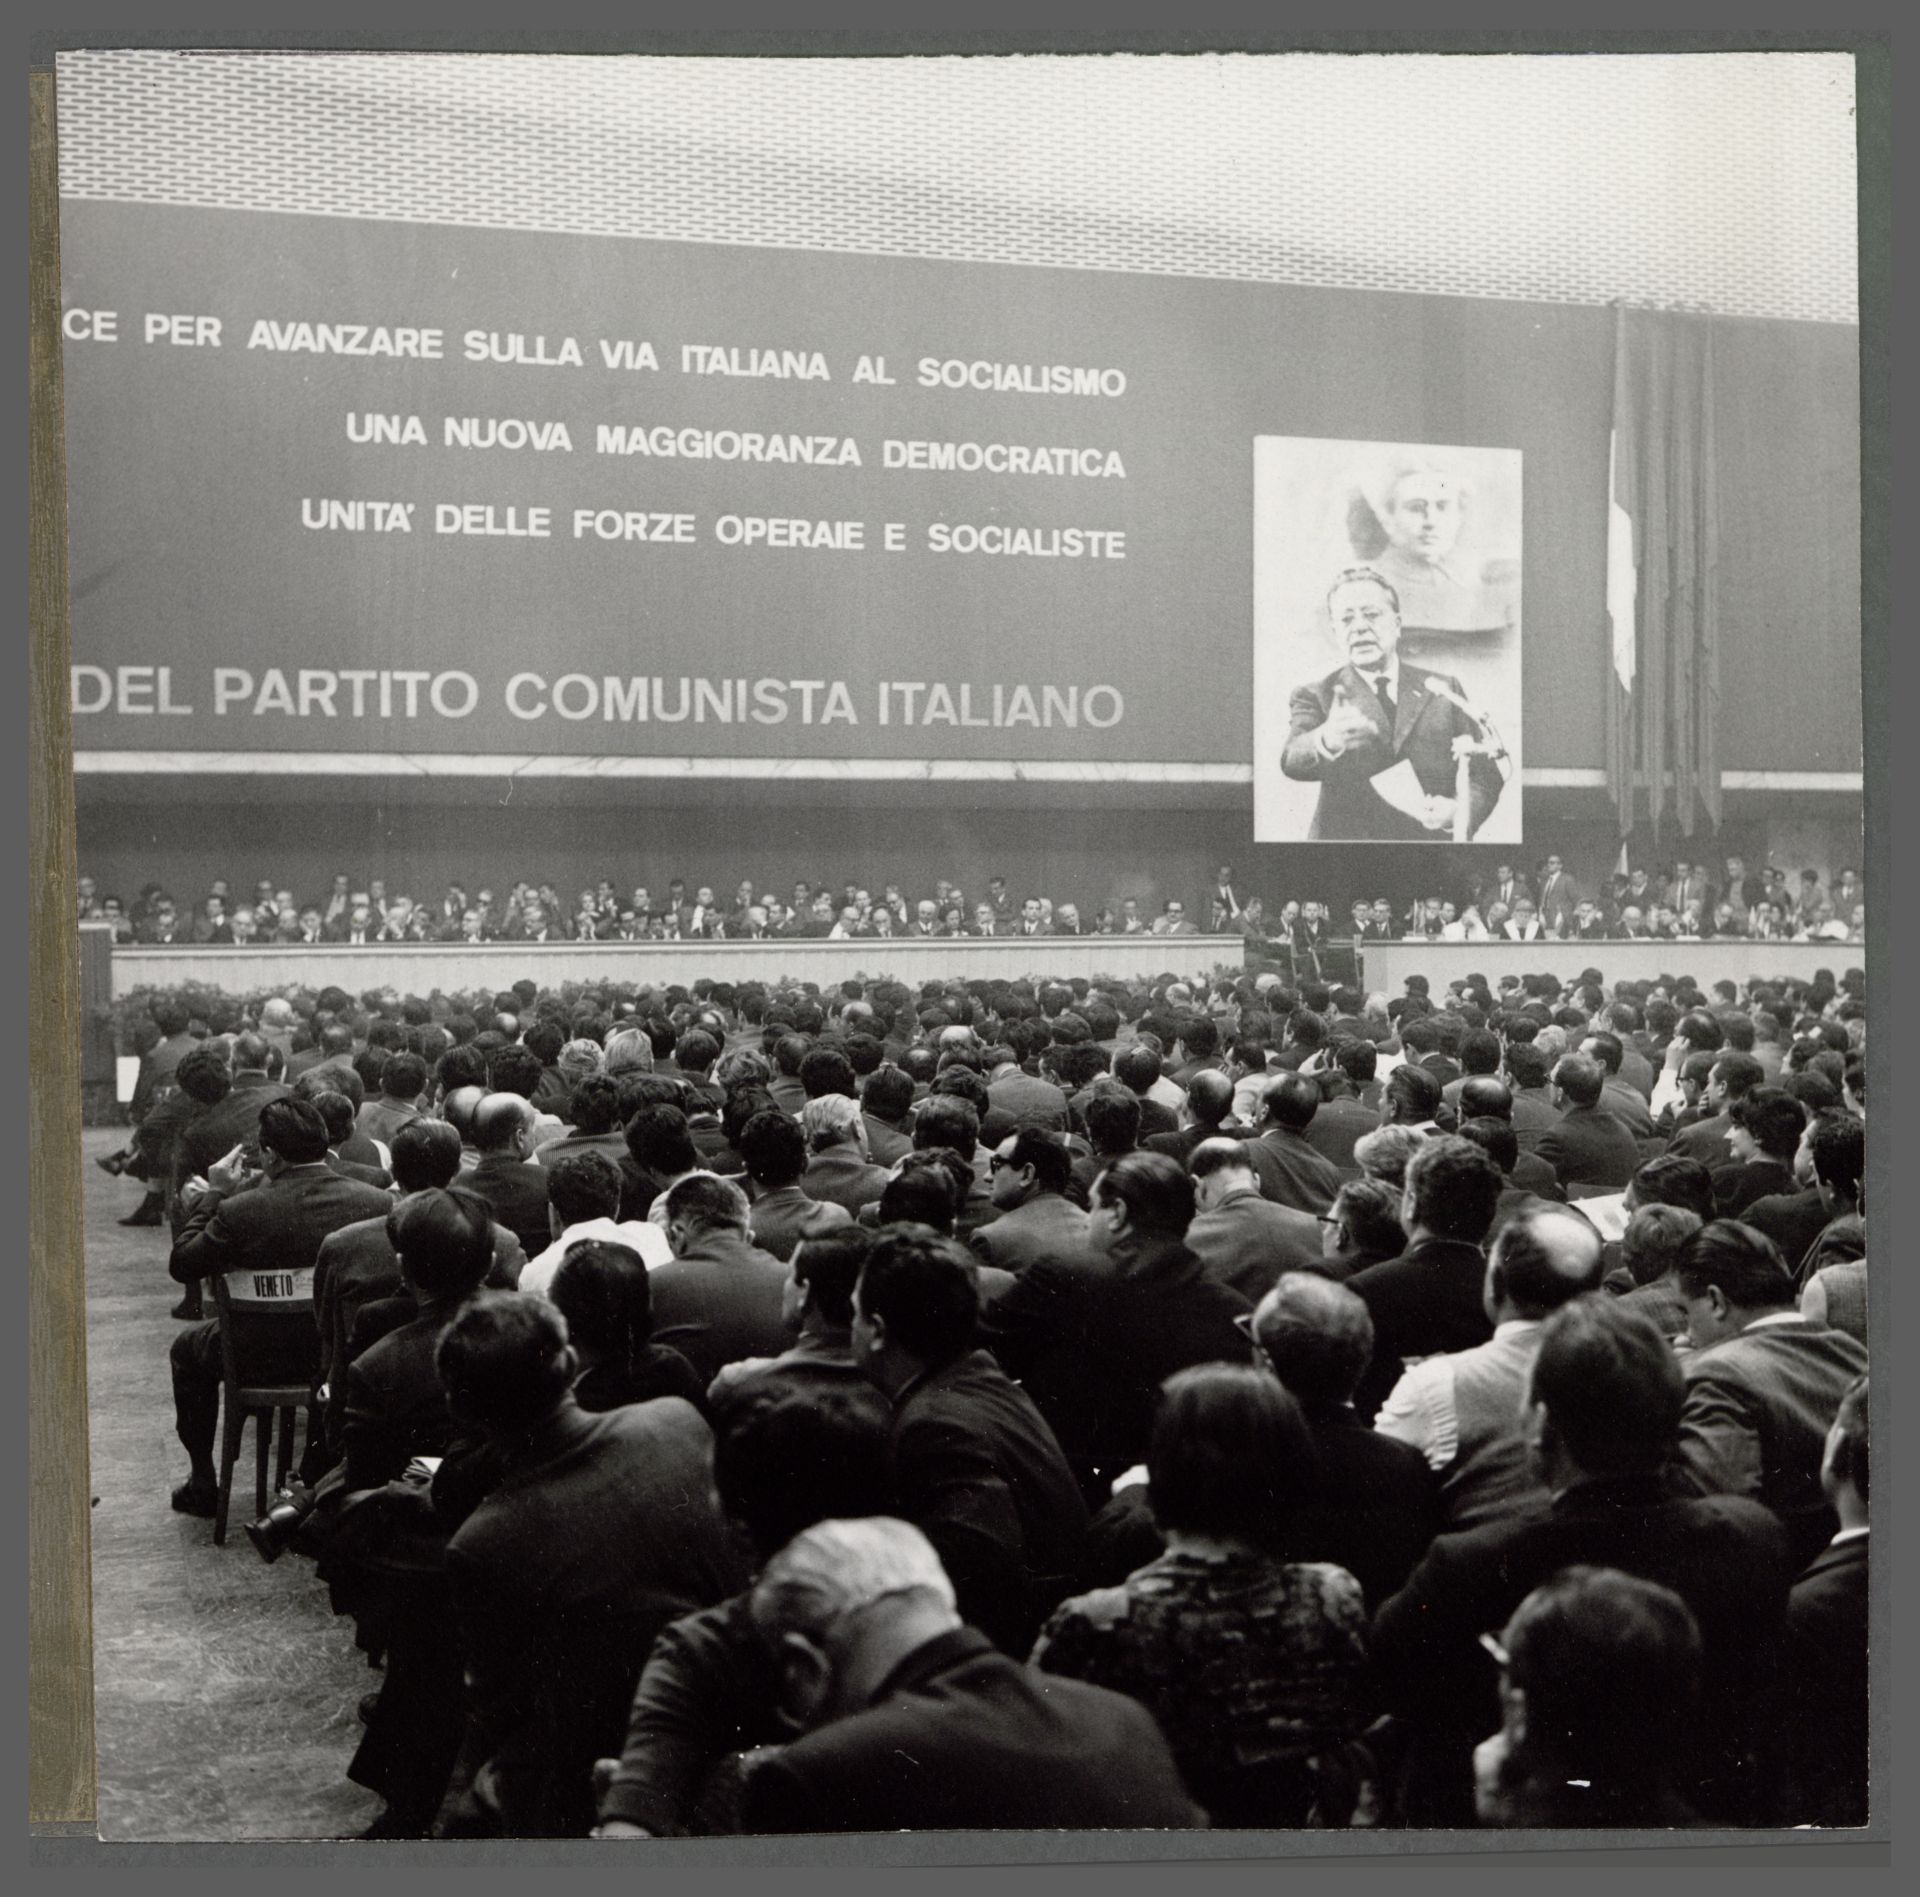 CE PER AVANZARE SULLA VIA ITALIANA AL SOCIALISMO
UNA NUOVA MAGGIORANZA DEMOCRATICA
UNITA' DELLE FORZE OPERAIE E SOCIALISTE
DEL PARTITO COMUNISTA ITALIANO
VENETO